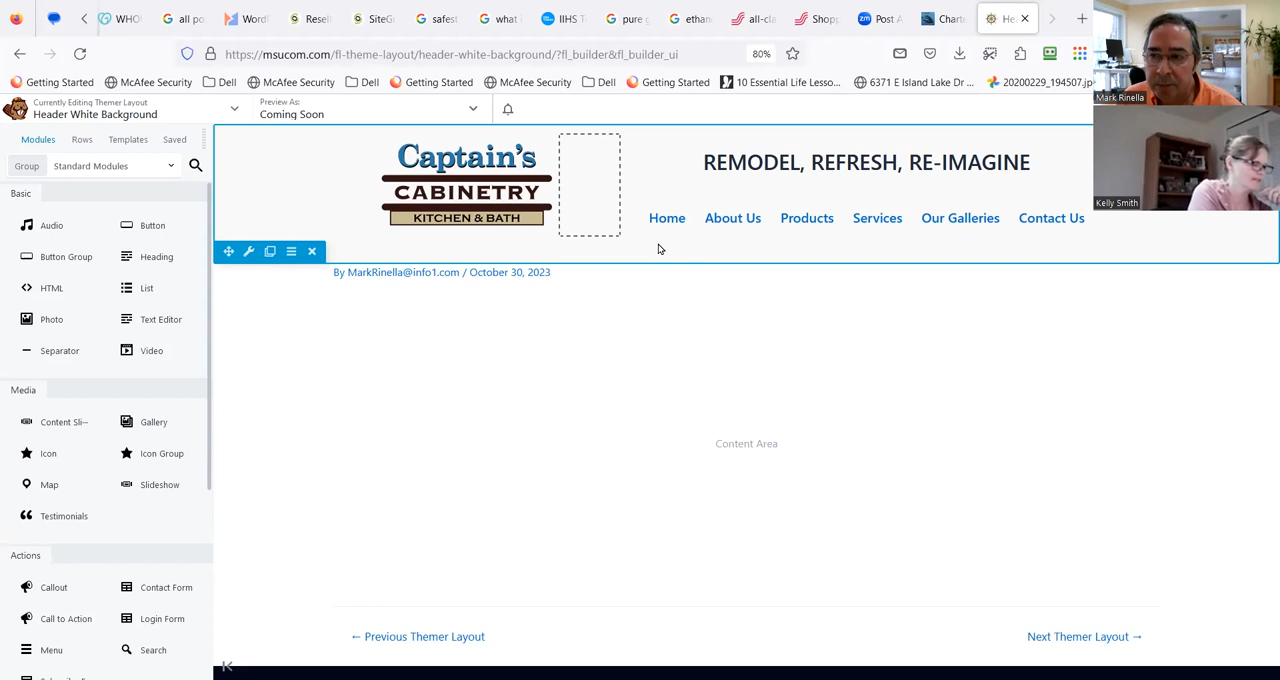 WHO!
all po
Word
Resel
SiteG
safest
what i
IIHS T
pure g
ethan
all-cla
Shop
Post A
Charte
He
https://msucom.com/fl-theme-layout/header-white-background/?fl_builder&fl_builder_ui
80%
Getting Started
McAfee Security
Dell
McAfee Security
Dell
Getting Started
McAfee Security
Dell
Getting Started
10 Essential Life Lesso...
6371 E Island Lake Dr ...
20200229_194507.jp
Currently Editing Themer Layout
Header White Background
Preview As:
Coming Soon
Modules
Rows
Templates
Saved
Group
Standard Modules
Basic
Audio
Button
Button Group
Heading
HTML
List
Photo
Text Editor
Separator
Video
Media
Content Sli--
Gallery
Icon
Icon Group
Map
Slideshow
Testimonials
Actions
Callout
Contact Form
Call to Action
Login Form
Menu
Search
Captain's
CABINETRY
KITCHEN & BATH
REMODEL, REFRESH, RE-IMAGINE
Home
About Us
Products
Services
Our Galleries
Contact Us
By MarkRinella@info1.com / October 30, 2023
Content Area
← Previous Themer Layout
Next Themer Layout →
Mark Rinella
Kelly Smith